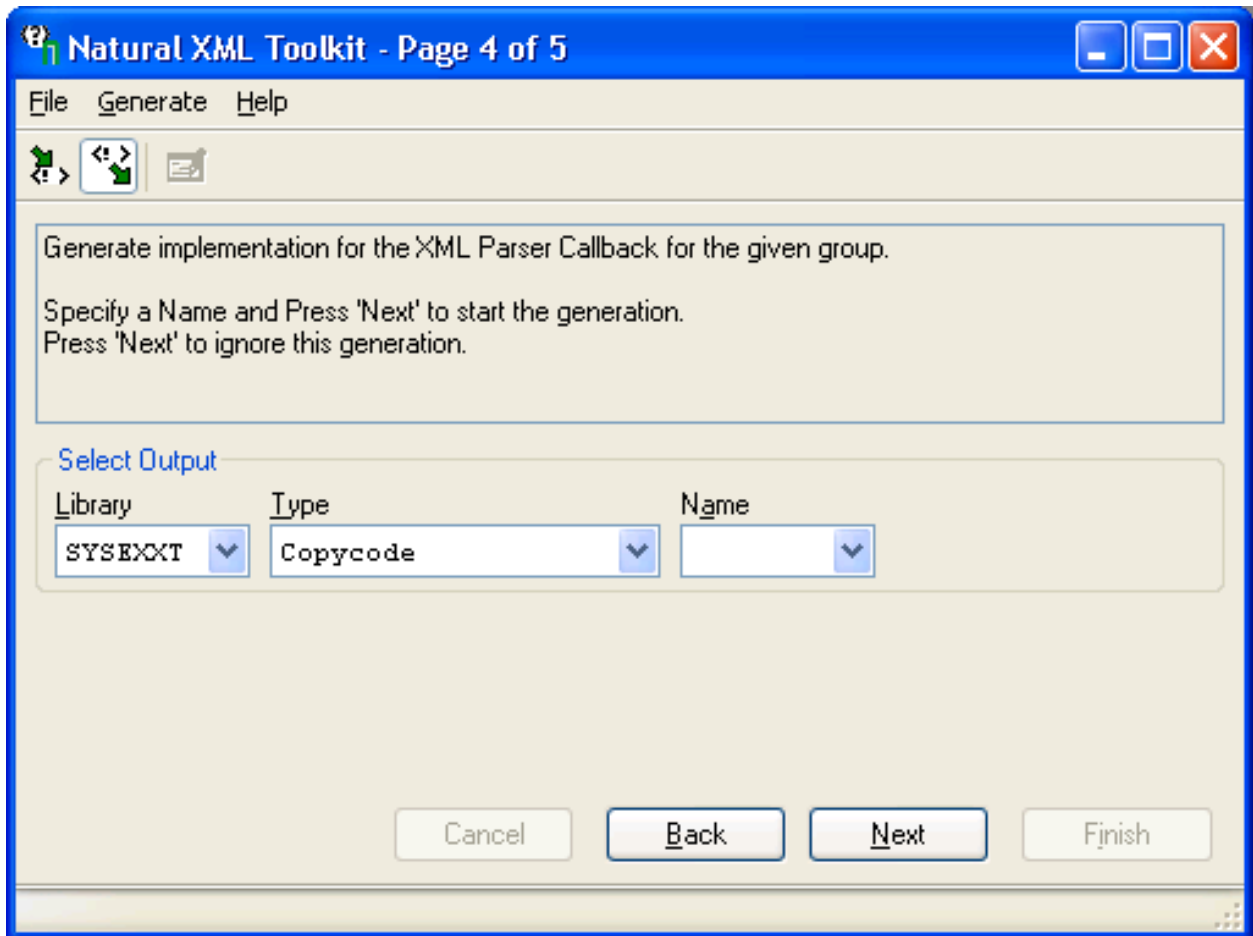 Natural XML Toolkit - Page 4 of 5
File Generate Help
Generate implementation for the XML Parser Callback for the given group.
Specify a Name and Press 'Next' to start the generation.
Press 'Next' to ignore this generation.
Select Output
Library Type Name
SYSEXXT Copycode
Cancel Back Next Finish